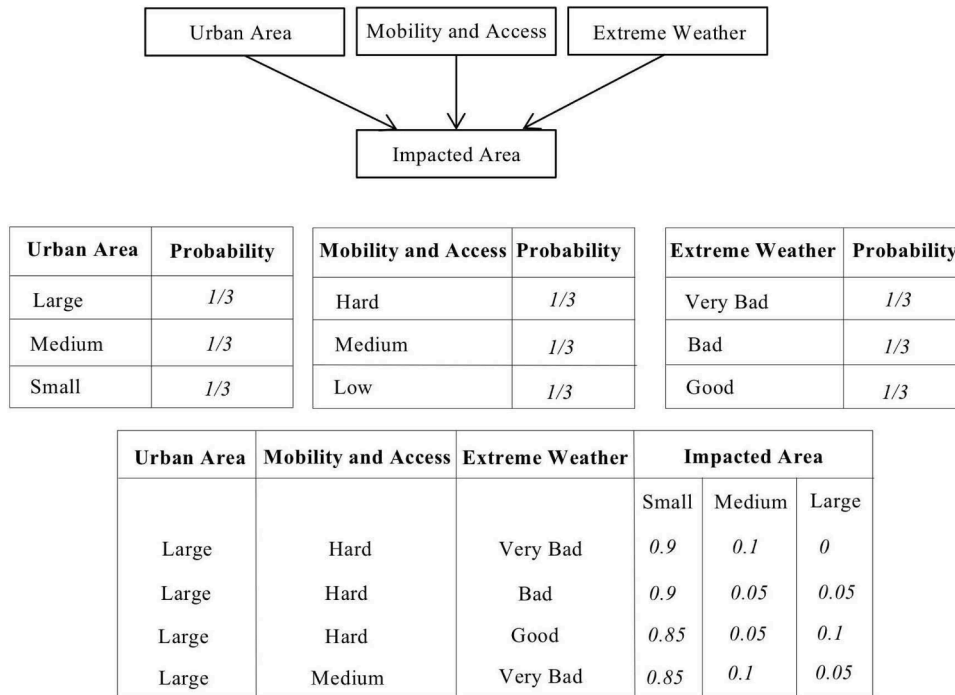 Urban Area Mobility and Access Extreme Weather
Impacted Area
Urban Area Probability
Large 1/3
Medium 1/3
Small 1/3
Mobility and Access Probability
Hard 1/3
Medium 1/3
Low 1/3
Extreme Weather Probability
Very Bad 1/3
Bad 1/3
Good 1/3
Urban Area Mobility and Access Extreme Weather Impacted Area
Small Medium Large
Large Hard Very Bad 0.9 0.1 0
Large Hard Bad 0.9 0.05 0.05
Large Hard Good 0.85 0.05 0.1
Large Medium Very Bad 0.85 0.1 0.05